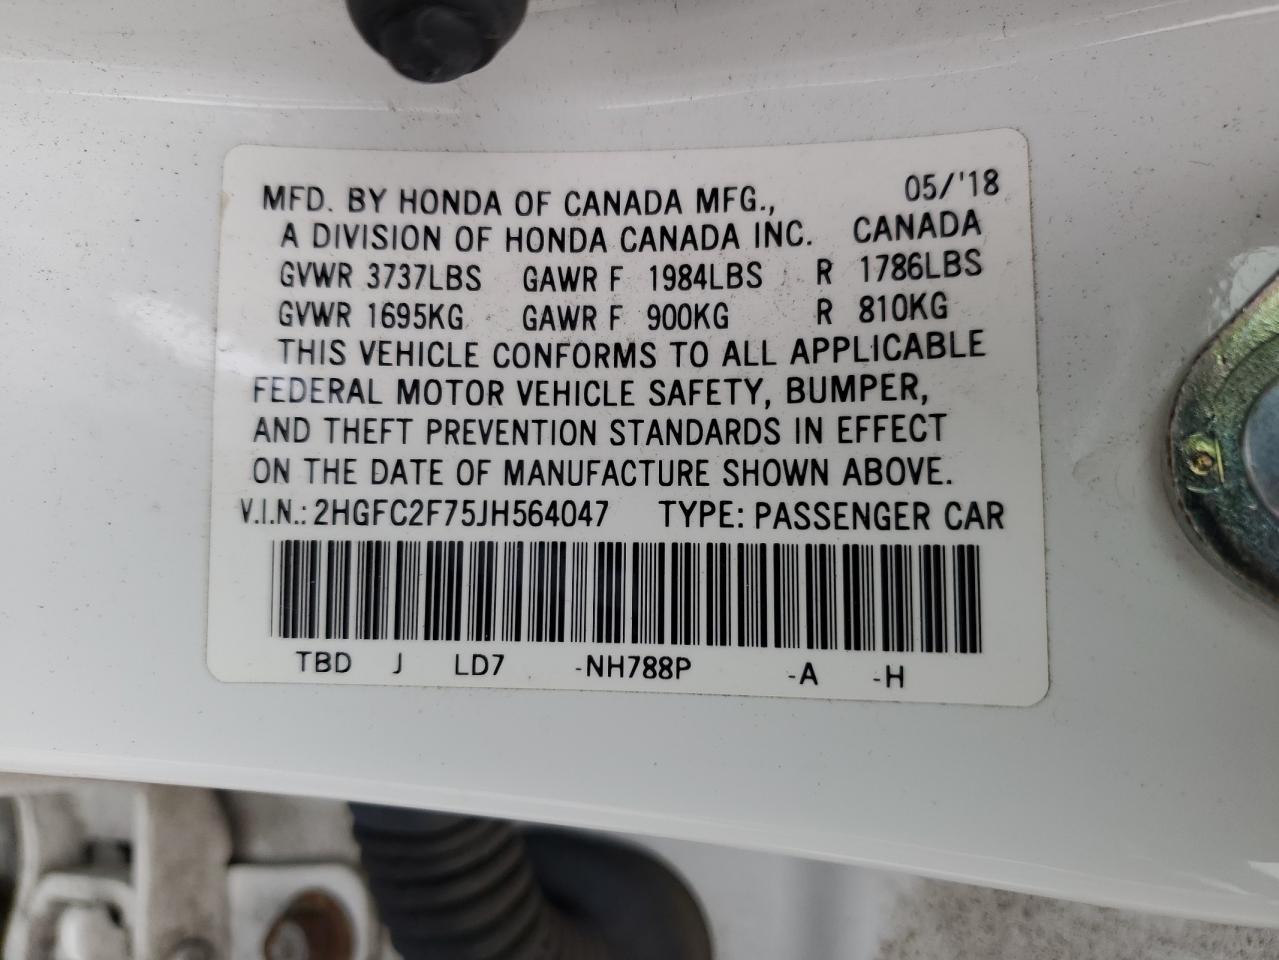 MFD. BY HONDA OF CANADA MFG., 05/'18
A DIVISION OF HONDA CANADA INC. CANADA
GVWR 3737LBS GAWR F 1984LBS R 1786LBS
GVWR 1695KG GAWR F 900KG R 810KG
THIS VEHICLE CONFORMS TO ALL APPLICABLE
FEDERAL MOTOR VEHICLE SAFETY, BUMPER,
AND THEFT PREVENTION STANDARDS IN EFFECT
ON THE DATE OF MANUFACTURE SHOWN ABOVE.
V.I.N.: 2HGFC2F75JH564047 TYPE: PASSENGER CAR
TBD J LD7 -NH788P -A -H